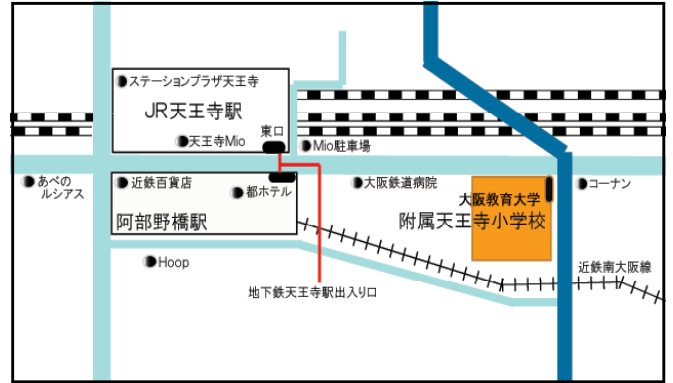 ステーションプラザ天王寺
JR天王寺駅
東口
天王寺Mio
Mio駐車場
あべの
ルシアス
近鉄百貨店
都ホテル
大阪鉄道病院
コーナン
大阪教育大学
附属天王寺小学校
阿部野橋駅
Hoop
近鉄南大阪線
地下鉄天王寺駅出入り口